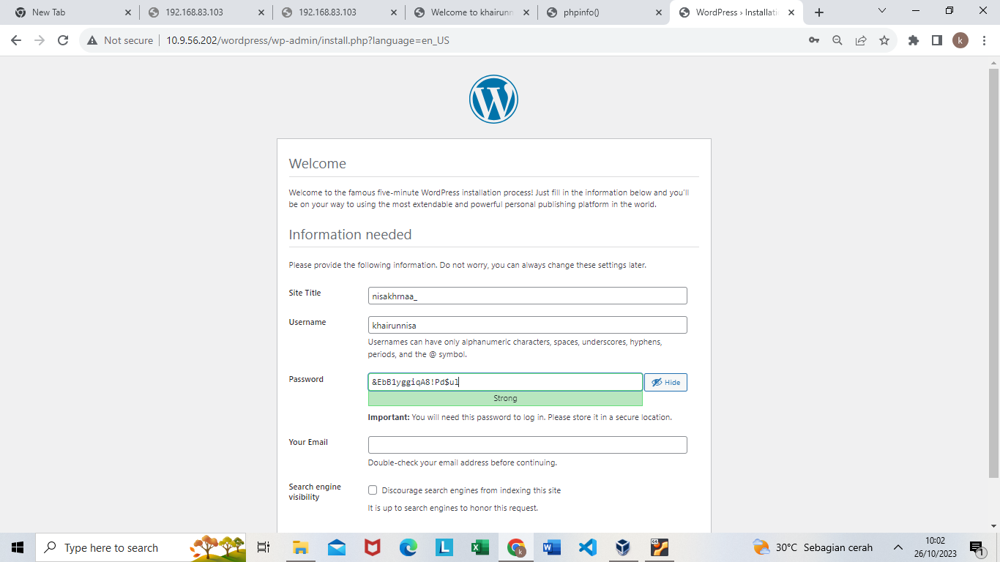 New Tab
192.168.83.103
192.168.83.103
Welcome to khairunn
phpinfo()
WordPress › Installati
Not secure
10.9.56.202/wordpress/wp-admin/install.php?language=en_US
k
Welcome
Welcome to the famous five-minute WordPress installation process! Just fill in the information below and you'll
be on your way to using the most extendable and powerful personal publishing platform in the world.
Information needed
Please provide the following information. Do not worry, you can always change these settings later.
Site Title
nisakhrnaa_
Username
khairunnisa
Usernames can have only alphanumeric characters, spaces, underscores, hyphens,
periods, and the @ symbol.
Password
&EbB1yggiqA8!Pd$ul
Hide
Strong
Important: You will need this password to log in. Please store it in a secure location.
Your Email
Double-check your email address before continuing.
Search engine
visibility
Discourage search engines from indexing this site
It is up to search engines to honor this request.
Type here to search
30°C Sebagian cerah
10:02
26/10/2023
1